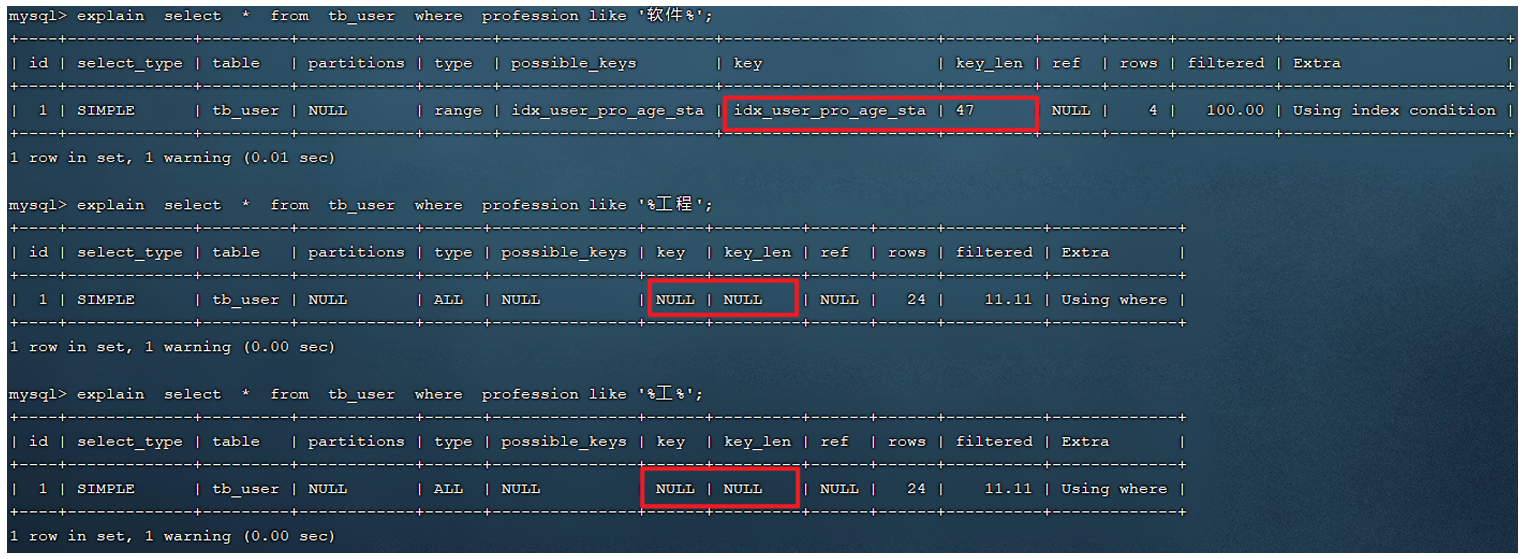 mysql> explain  select  *  from  tb_user  where  profession like '软件%';
+----+-------------+---------+------------+-------+----------------------+----------------------+---------+------+------+----------+-----------------------+
| id | select_type | table   | partitions | type  | possible_keys        | key                  | key_len | ref  | rows | filtered | Extra                 |
+----+-------------+---------+------------+-------+----------------------+----------------------+---------+------+------+----------+-----------------------+
|  1 | SIMPLE      | tb_user | NULL       | range | idx_user_pro_age_sta | idx_user_pro_age_sta | 47      | NULL |    4 |   100.00 | Using index condition |
+----+-------------+---------+------------+-------+----------------------+----------------------+---------+------+------+----------+-----------------------+
1 row in set, 1 warning (0.01 sec)
mysql> explain  select  *  from  tb_user  where  profession like '%工程';
+----+-------------+---------+------------+------+---------------+------+---------+------+------+----------+-------------+
| id | select_type | table   | partitions | type | possible_keys | key  | key_len | ref  | rows | filtered | Extra       |
+----+-------------+---------+------------+------+---------------+------+---------+------+------+----------+-------------+
|  1 | SIMPLE      | tb_user | NULL       | ALL  | NULL          | NULL | NULL    | NULL |   24 |    11.11 | Using where |
+----+-------------+---------+------------+------+---------------+------+---------+------+------+----------+-------------+
1 row in set, 1 warning (0.00 sec)
mysql> explain  select  *  from  tb_user  where  profession like '%工%';
+----+-------------+---------+------------+------+---------------+------+---------+------+------+----------+-------------+
| id | select_type | table   | partitions | type | possible_keys | key  | key_len | ref  | rows | filtered | Extra       |
+----+-------------+---------+------------+------+---------------+------+---------+------+------+----------+-------------+
|  1 | SIMPLE      | tb_user | NULL       | ALL  | NULL          | NULL | NULL    | NULL |   24 |    11.11 | Using where |
+----+-------------+---------+------------+------+---------------+------+---------+------+------+----------+-------------+
1 row in set, 1 warning (0.00 sec)